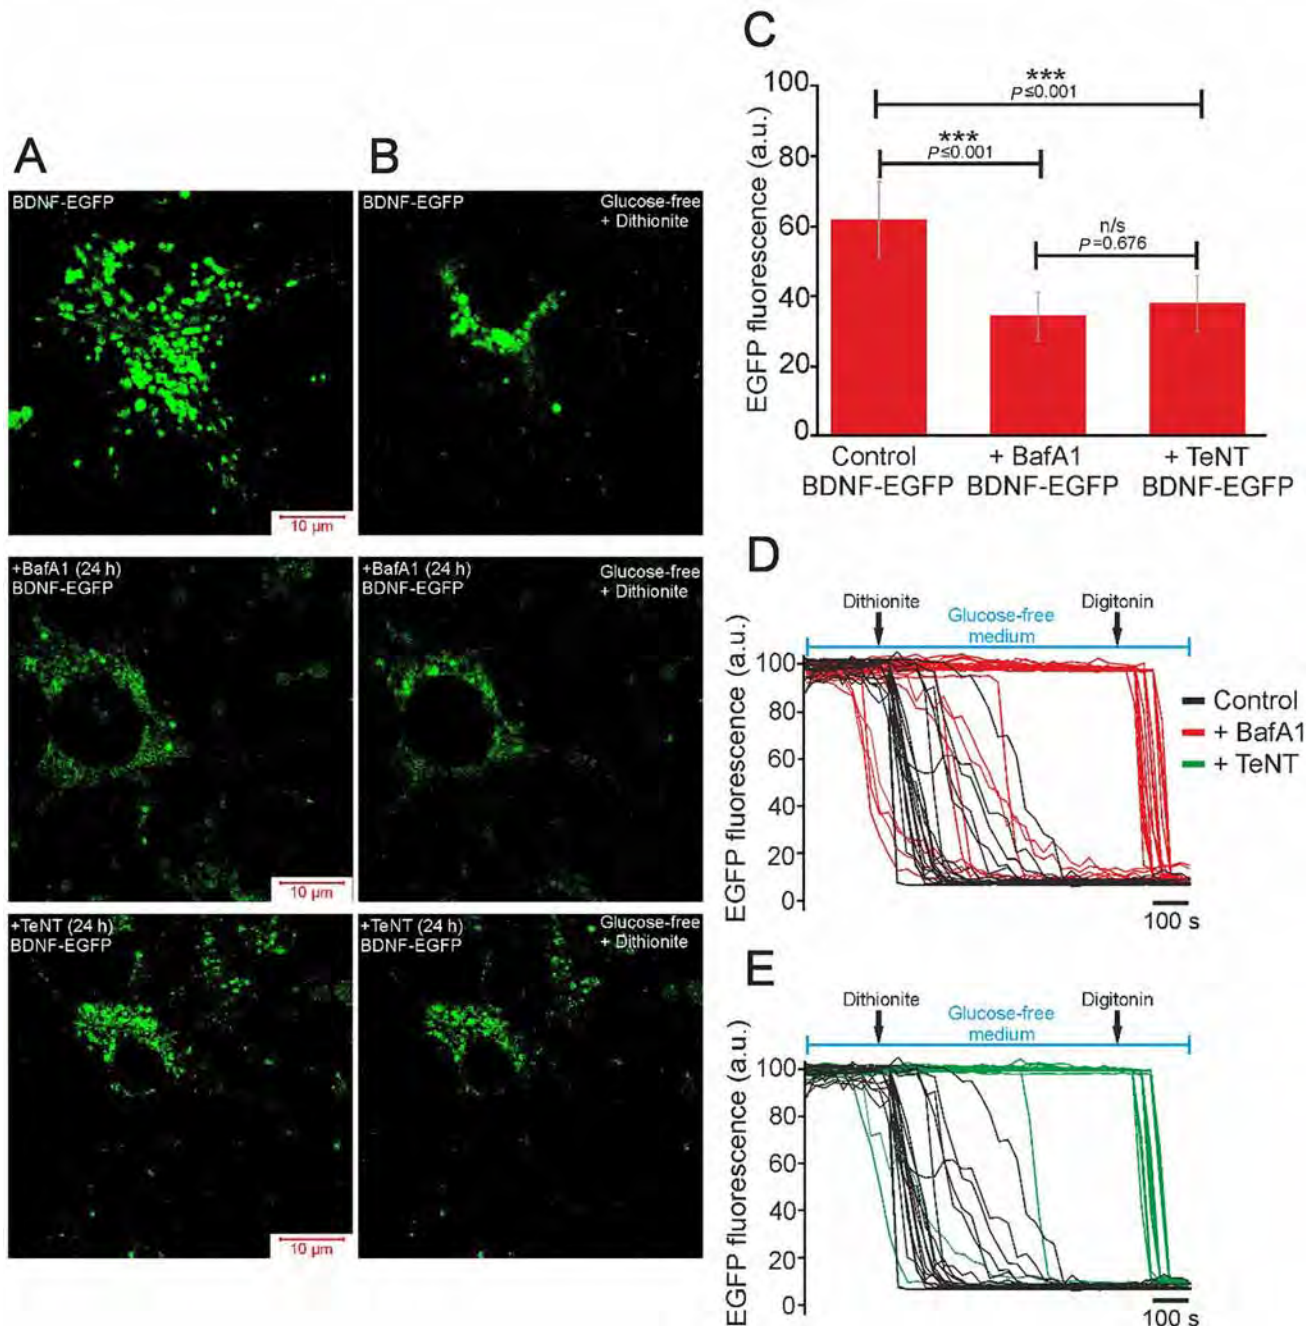 A
BDNF-EGFP
10 µm
+BafA1 (24 h)
BDNF-EGFP
10 µm
+TeNT (24 h)
BDNF-EGFP
10 µm
B
BDNF-EGFP
Glucose-free
+ Dithionite
+BafA1 (24 h)
BDNF-EGFP
Glucose-free
+ Dithionite
+TeNT (24 h)
BDNF-EGFP
Glucose-free
+ Dithionite
C
EGFP fluorescence (a.u.)
100
80
60
40
20
0
***
P≤0.001
***
P≤0.001
n/s
P=0.676
Control
BDNF-EGFP
+ BafA1
BDNF-EGFP
+ TeNT
BDNF-EGFP
D
Dithionite
Digitonin
Glucose-free
medium
EGFP fluorescence (a.u.)
100
80
60
40
20
0
Control
+ BafA1
+ TeNT
100 s
E
Dithionite
Digitonin
Glucose-free
medium
EGFP fluorescence (a.u.)
100
80
60
40
20
0
100 s